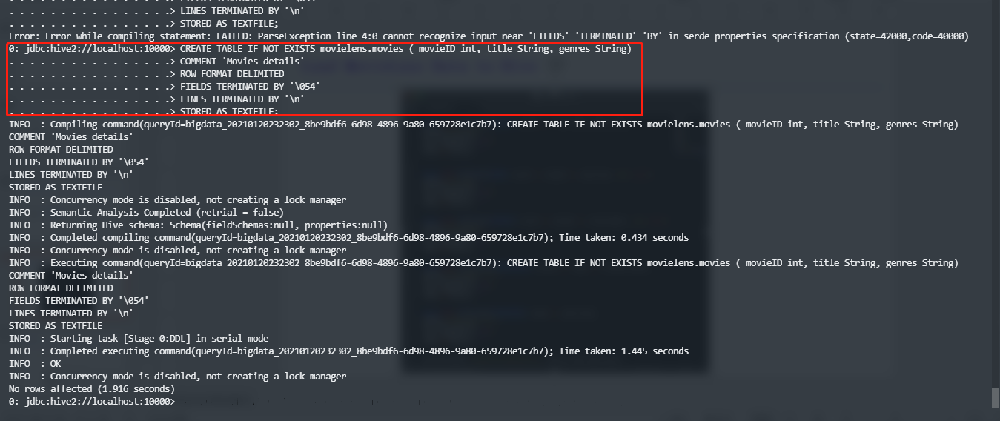 . . . . . . . . . . . . . . . .> LINES TERMINATED BY '\n'
. . . . . . . . . . . . . . . .> STORED AS TEXTFILE;
Error: Error while compiling statement: FAILED: ParseException line 4:0 cannot recognize input near 'FIFLDS' 'TERMINATED' 'BY' in serde properties specification (state=42000,code=40000)
0: jdbc:hive2://localhost:10000> CREATE TABLE IF NOT EXISTS movielens.movies ( movieID int, title String, genres String)
. . . . . . . . . . . . . . . .> COMMENT 'Movies details'
. . . . . . . . . . . . . . . .> ROW FORMAT DELIMITED
. . . . . . . . . . . . . . . .> FIELDS TERMINATED BY '\054'
. . . . . . . . . . . . . . . .> LINES TERMINATED BY '\n'
. . . . . . . . . . . . . . . .> STORED AS TEXTFILE;
INFO  : Compiling command(queryId=bigdata_20210120232302_8be9bdf6-6d98-4896-9a80-659728e1c7b7): CREATE TABLE IF NOT EXISTS movielens.movies ( movieID int, title String, genres String)
COMMENT 'Movies details'
ROW FORMAT DELIMITED
FIELDS TERMINATED BY '\054'
LINES TERMINATED BY '\n'
STORED AS TEXTFILE
INFO  : Concurrency mode is disabled, not creating a lock manager
INFO  : Semantic Analysis Completed (retrial = false)
INFO  : Returning Hive schema: Schema(fieldSchemas:null, properties:null)
INFO  : Completed compiling command(queryId=bigdata_20210120232302_8be9bdf6-6d98-4896-9a80-659728e1c7b7); Time taken: 0.434 seconds
INFO  : Concurrency mode is disabled, not creating a lock manager
INFO  : Executing command(queryId=bigdata_20210120232302_8be9bdf6-6d98-4896-9a80-659728e1c7b7): CREATE TABLE IF NOT EXISTS movielens.movies ( movieID int, title String, genres String)
COMMENT 'Movies details'
ROW FORMAT DELIMITED
FIELDS TERMINATED BY '\054'
LINES TERMINATED BY '\n'
STORED AS TEXTFILE
INFO  : Starting task [Stage-0:DDL] in serial mode
INFO  : Completed executing command(queryId=bigdata_20210120232302_8be9bdf6-6d98-4896-9a80-659728e1c7b7); Time taken: 1.445 seconds
INFO  : OK
INFO  : Concurrency mode is disabled, not creating a lock manager
No rows affected (1.916 seconds)
0: jdbc:hive2://localhost:10000>